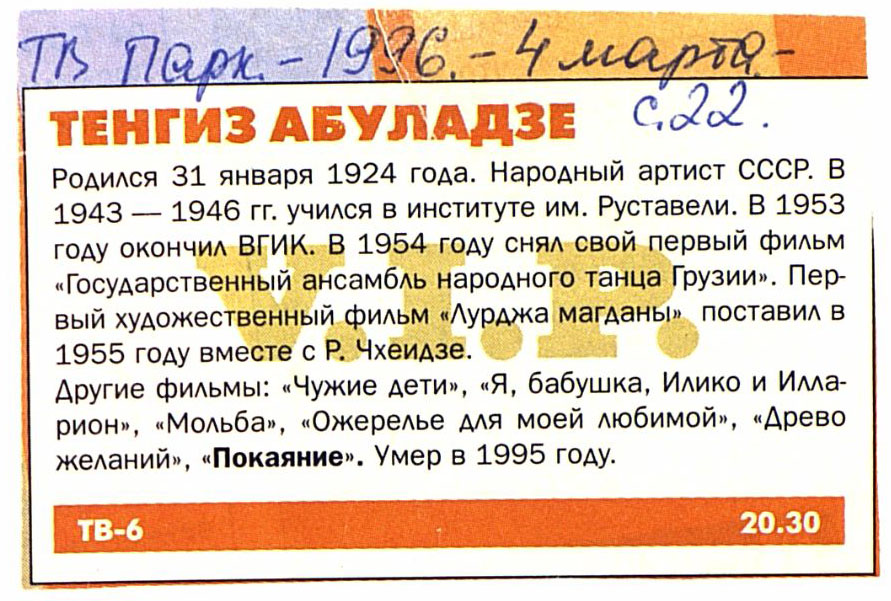 ТВ Парк. - 1996. - 4 марта. -
с. 22.
ТЕНГИЗ АБУЛАДЗЕ
Родился 31 января 1924 года. Народный артист СССР. В
1943 — 1946 гг. учился в институте им. Руставели. В 1953
году окончил ВГИК. В 1954 году снял свой первый фильм
«Государственный ансамбль народного танца Грузии». Пер-
вый художественный фильм «Лурджа магданы» поставил в
1955 году вместе с Р. Чхеидзе.
Другие фильмы: «Чужие дети», «Я, бабушка, Илико и Илла-
рион», «Мольба», «Ожерелье для моей любимой», «Древо
желаний», «Покаяние». Умер в 1995 году.
V.I.P.
ТВ-6 20.30